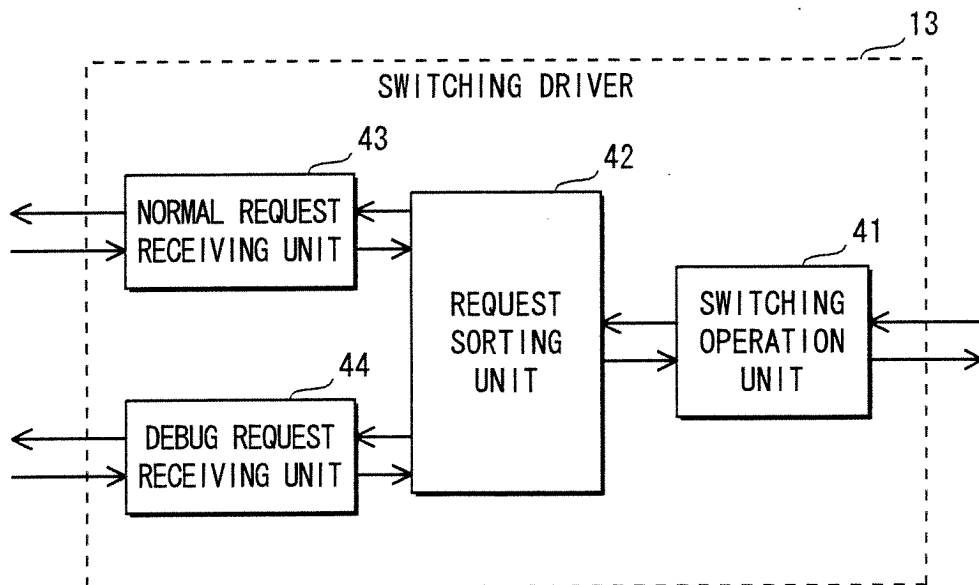 13
SWITCHING DRIVER
43
NORMAL REQUEST
RECEIVING UNIT
42
REQUEST
SORTING
UNIT
41
SWITCHING
OPERATION
UNIT
44
DEBUG REQUEST
RECEIVING UNIT